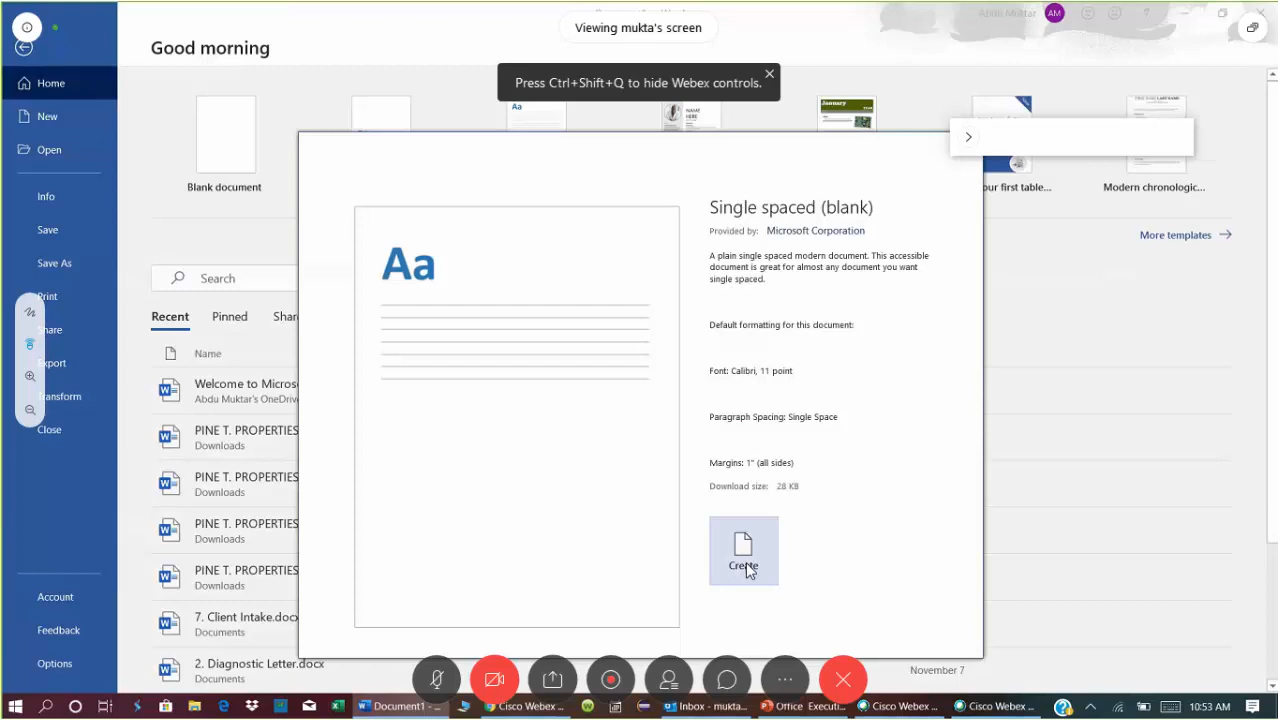 Viewing mukta's screen
Abdu Muktar
AM
Good morning
Press Ctrl+Shift+Q to hide Webex controls.
Home
New
Open
Info
Save
Save As
Print
Share
Export
Transform
Close
Account
Feedback
Options
Aa
January
NAME
HERE
Blank document
our first table...
Modern chronologic...
More templates
Search
Recent
Pinned
Shar
Name
Welcome to Micros
Abdu Muktar's OneDriv
PINE T. PROPERTIES
Downloads
PINE T. PROPERTIES
Downloads
PINE T. PROPERTIES
Downloads
PINE T. PROPERTIES
Downloads
7. Client Intake.docx
Documents
2. Diagnostic Letter.docx
Documents
November 7
Aa
Single spaced (blank)
Provided by: Microsoft Corporation
A plain single spaced modern document. This accessible
document is great for almost any document you want
single spaced.
Default formatting for this document:
Font: Calibri, 11 point
Paragraph Spacing: Single Space
Margins: 1" (all sides)
Download size: 28 KB
Create
Document1 - ...
Cisco Webex ...
Inbox - mukta...
Office Executi...
Cisco Webex ...
Cisco Webex ...
10:53 AM